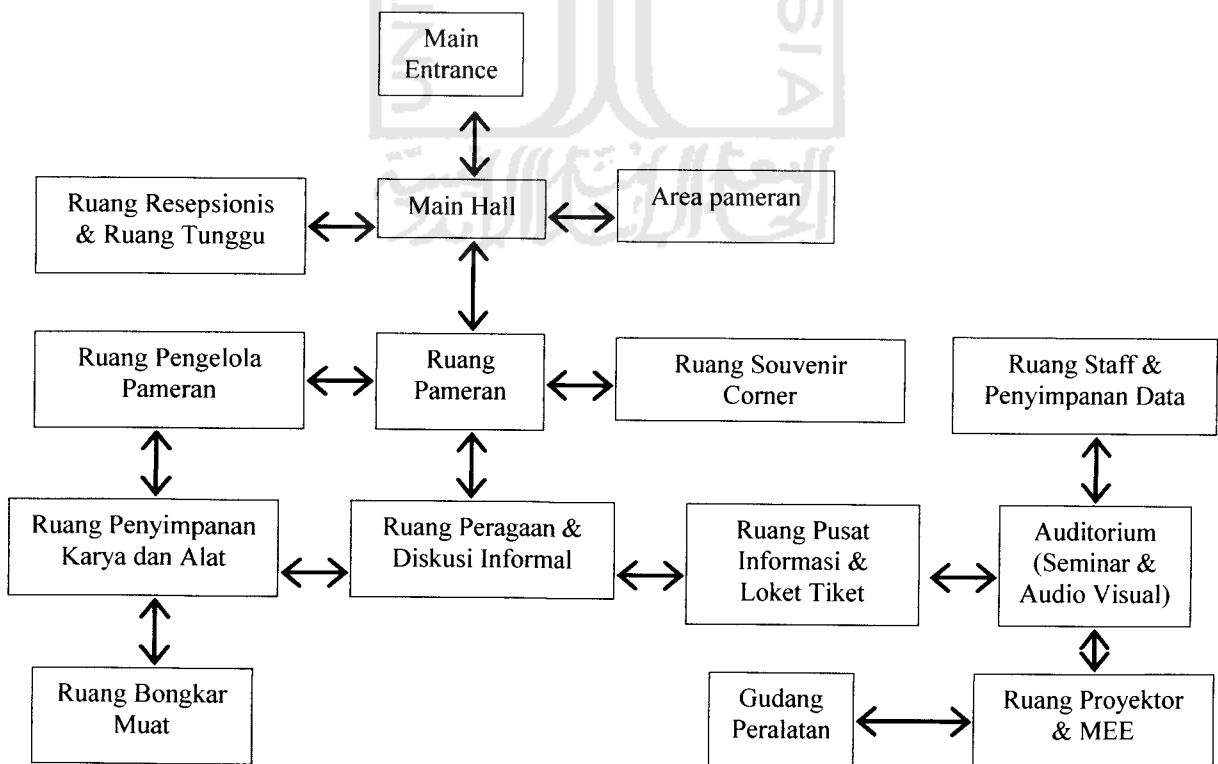 Main
Entrance
Ruang Resepsionis
& Ruang Tunggu
Main Hall
Area pameran
Ruang Pengelola
Pameran
Ruang
Pameran
Ruang Souvenir
Corner
Ruang Staff &
Penyimpanan Data
Ruang Penyimpanan
Karya dan Alat
Ruang Peragaan &
Diskusi Informal
Ruang Pusat
Informasi &
Loket Tiket
Auditorium
(Seminar &
Audio Visual)
Ruang Bongkar
Muat
Gudang
Peralatan
Ruang Proyektor
& MEE